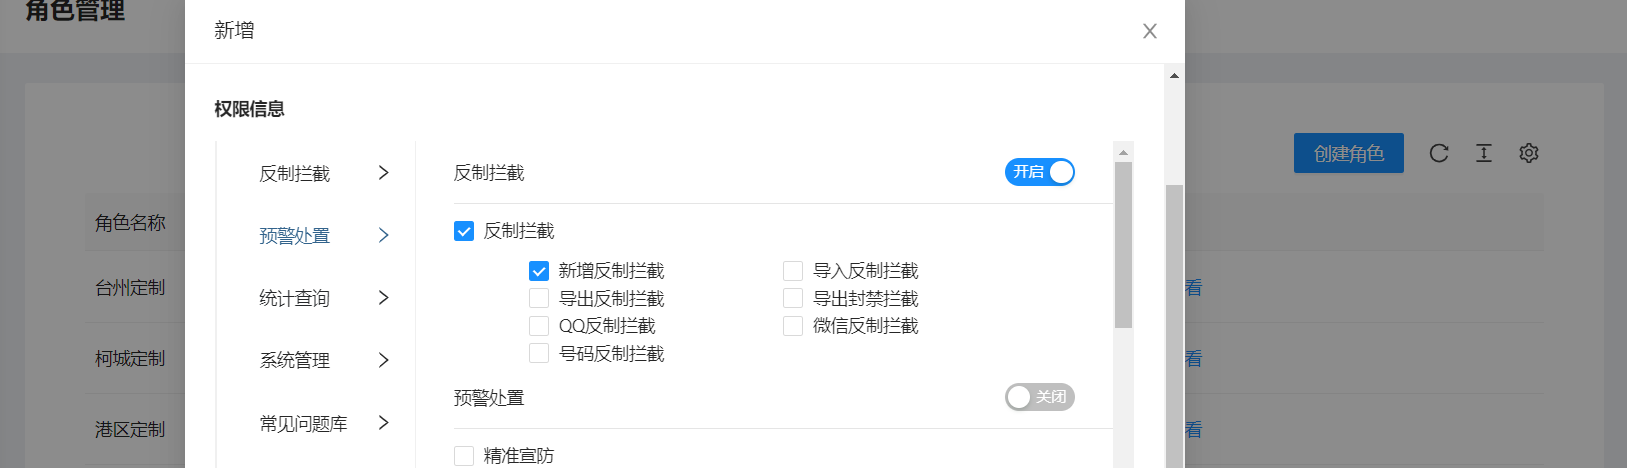 角色管理
新增
权限信息
创建角色
反制拦截
预警处置
统计查询
系统管理
常见问题库
反制拦截
开启
反制拦截
新增反制拦截
导入反制拦截
导出反制拦截
导出封禁拦截
QQ反制拦截
微信反制拦截
号码反制拦截
预警处置
关闭
精准宣防
角色名称
台州定制
看
柯城定制
看
港区定制
看